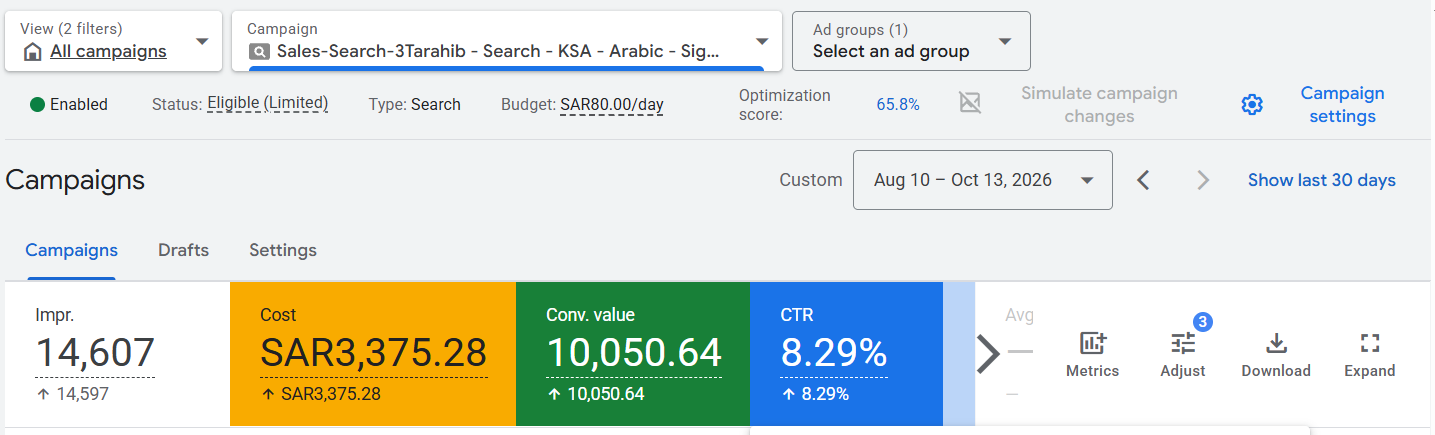 View (2 filters)
All campaigns
Campaign
Sales-Search-3Tarahib - Search - KSA - Arabic - Sig...
Ad groups (1)
Select an ad group
Enabled
Status: Eligible (Limited)
Type: Search
Budget: SAR80.00/day
Optimization
score:
65.8%
Simulate campaign
changes
Campaign
settings
Campaigns
Custom
Aug 10 – Oct 13, 2026
Show last 30 days
Campaigns
Drafts
Settings
Impr.
14,607
↑ 14,597
Cost
SAR3,375.28
↑ SAR3,375.28
Conv. value
10,050.64
↑ 10,050.64
CTR
8.29%
↑ 8.29%
Avg
—
—
Metrics
3
Adjust
Download
Expand